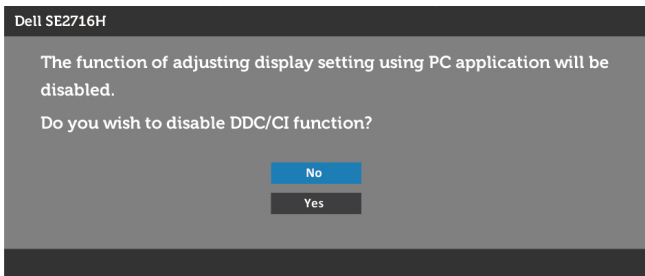 Dell SE2716H
The function of adjusting display setting using PC application will be
disabled.
Do you wish to disable DDC/CI function?
No
Yes